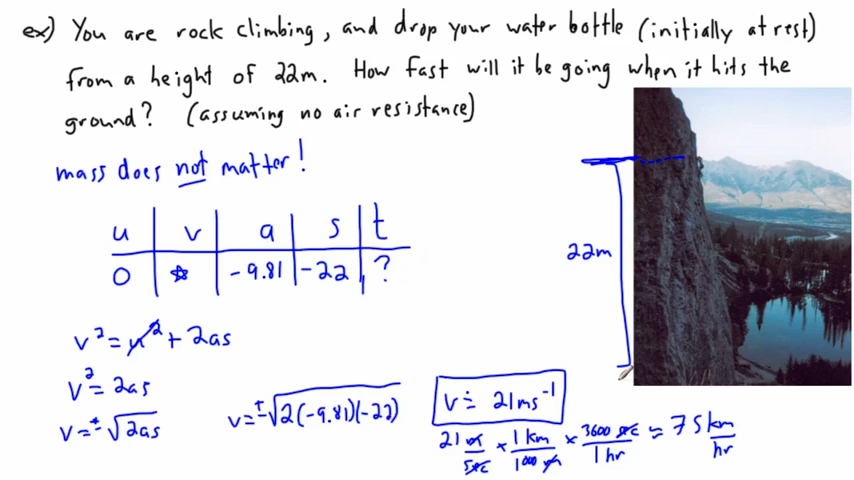 ex) You are rock climbing, and drop your water bottle (initially at rest)
from a height of 22m. How fast will it be going when it hits the
ground? (assuming no air resistance)
mass does not matter!
u v a s t
0 ☆ -9.81 -22 ?
22m
v² = u² + 2as
v² = 2as
v = ±√2as
v = ±√2(-9.81)(-22)
v ≐ 21ms⁻¹
21 m/sec × 1 km/1000 m × 3600 sec/1 hr ≈ 75 km/hr